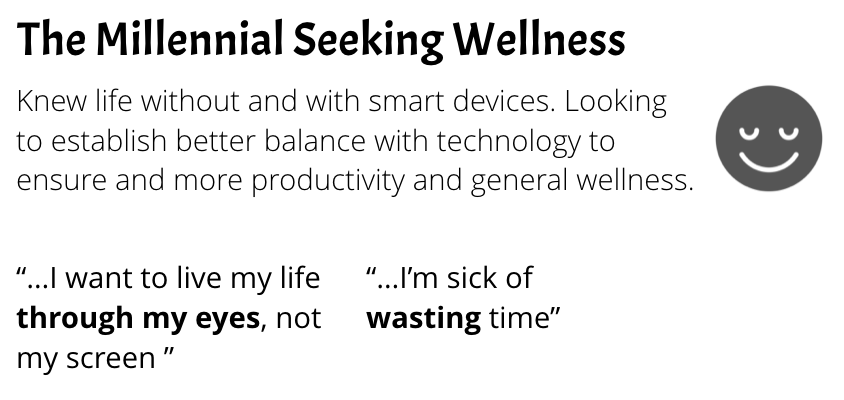 The Millennial Seeking Wellness
Knew life without and with smart devices. Looking
to establish better balance with technology to
ensure and more productivity and general wellness.
“...I want to live my life
through my eyes, not
my screen ”
“...I’m sick of
wasting time”